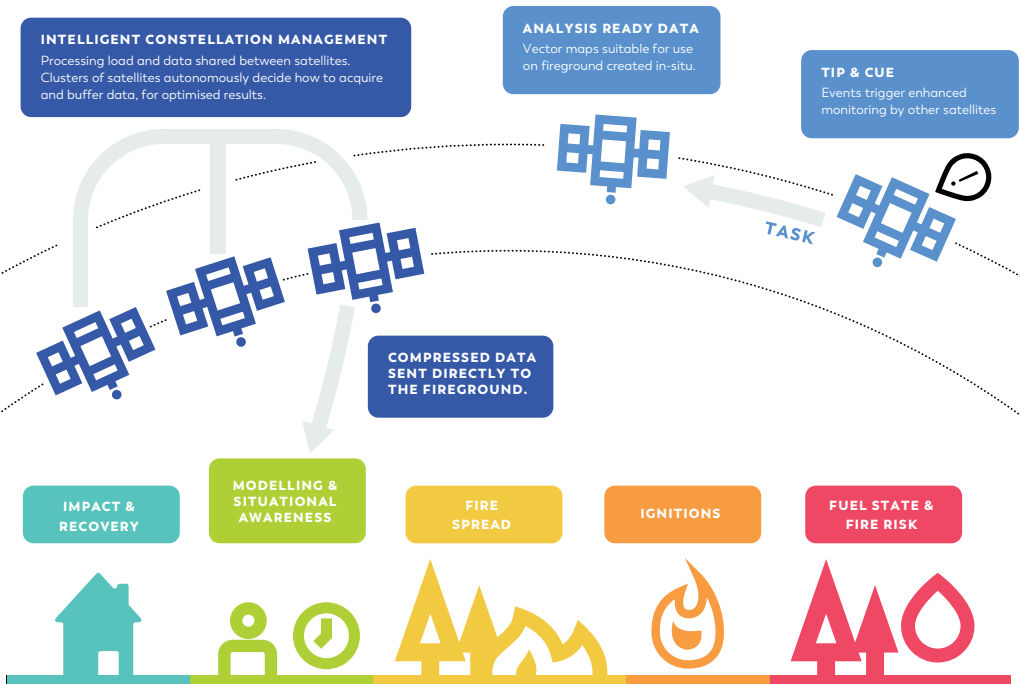 INTELLIGENT CONSTELLATION MANAGEMENT
Processing load and data shared between satellites.
Clusters of satellites autonomously decide how to acquire
and buffer data, for optimised results.
ANALYSIS READY DATA
Vector maps suitable for use
on fireground created in-situ.
TIP & CUE
Events trigger enhanced
monitoring by other satellites
TASK
COMPRESSED DATA
SENT DIRECTLY TO
THE FIREGROUND.
IMPACT &
RECOVERY
MODELLING &
SITUATIONAL
AWARENESS
FIRE
SPREAD
IGNITIONS
FUEL STATE &
FIRE RISK